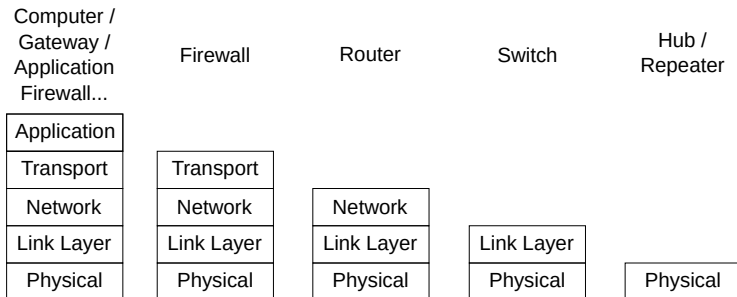 Computer /
Gateway /
Application
Firewall...
Firewall
Router
Switch
Hub /
Repeater
Application
Transport
Transport
Network
Network
Network
Link Layer
Link Layer
Link Layer
Link Layer
Physical
Physical
Physical
Physical
Physical